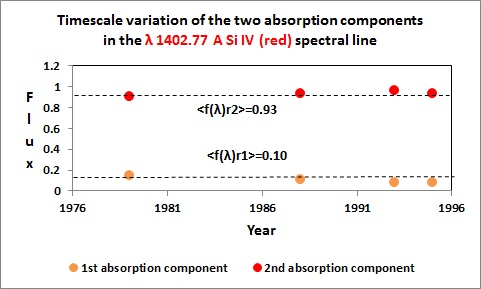 Timescale variation of the two absorption components
in the λ 1402.77 A Si IV (red) spectral line
1.2
1
0.8
0.6
0.4
0.2
0
Flux
<f(λ)r2>=0.93
<f(λ)r1>=0.10
1976 1981 1986 1991 1996
Year
1st absorption component 2nd absorption component